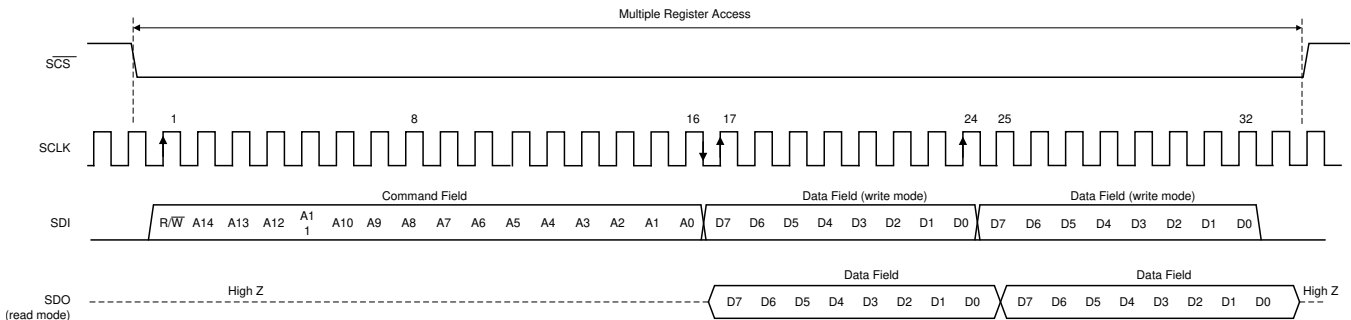 Multiple Register Access
SCS
1 8 16 17 24 25 32
SCLK
Command Field Data Field (write mode) Data Field (write mode)
SDI R/W A14 A13 A12 A1 A10 A9 A8 A7 A6 A5 A4 A3 A2 A1 A0 D7 D6 D5 D4 D3 D2 D1 D0 D7 D6 D5 D4 D3 D2 D1 D0
1
Data Field Data Field
High Z High Z
SDO D7 D6 D5 D4 D3 D2 D1 D0 D7 D6 D5 D4 D3 D2 D1 D0
(read mode)